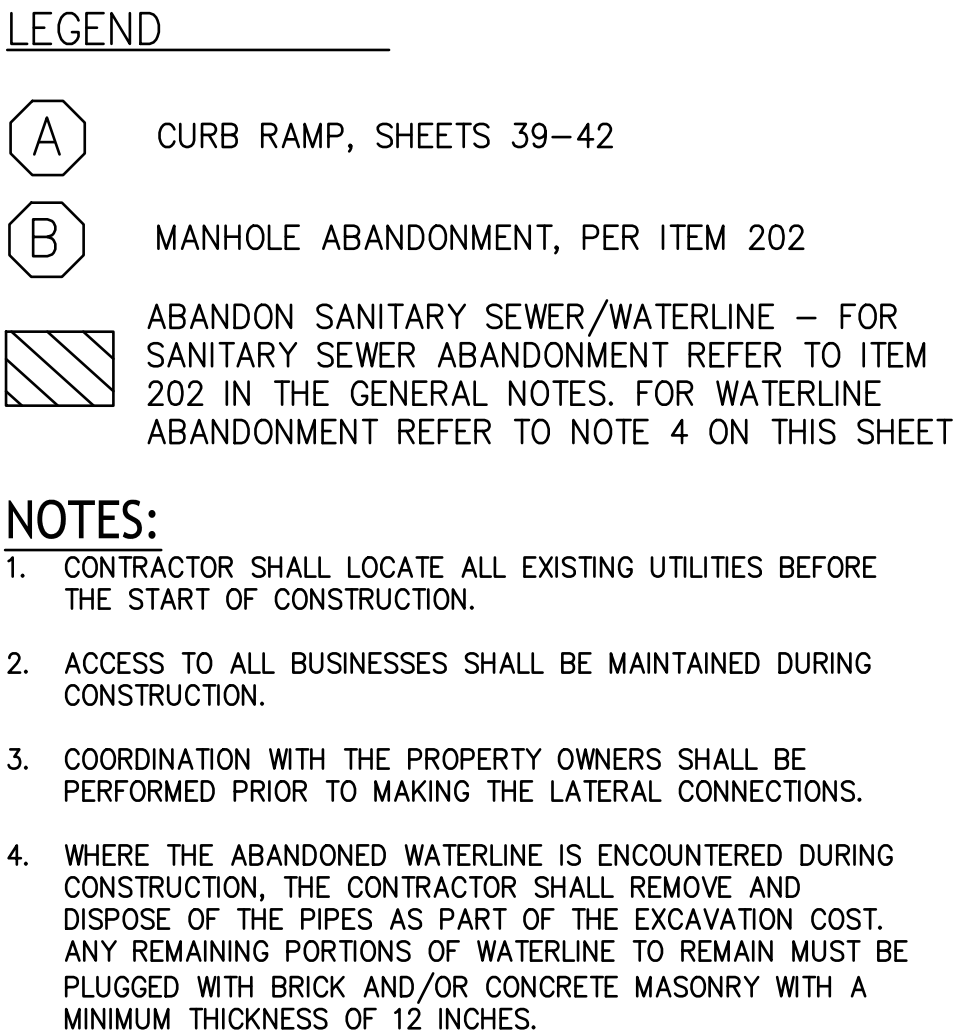 LEGEND
A CURB RAMP, SHEETS 39-42
B MANHOLE ABANDONMENT, PER ITEM 202
ABANDON SANITARY SEWER/WATERLINE - FOR
SANITARY SEWER ABANDONMENT REFER TO ITEM
202 IN THE GENERAL NOTES. FOR WATERLINE
ABANDONMENT REFER TO NOTE 4 ON THIS SHEET
NOTES:
1. CONTRACTOR SHALL LOCATE ALL EXISTING UTILITIES BEFORE
THE START OF CONSTRUCTION.
2. ACCESS TO ALL BUSINESSES SHALL BE MAINTAINED DURING
CONSTRUCTION.
3. COORDINATION WITH THE PROPERTY OWNERS SHALL BE
PERFORMED PRIOR TO MAKING THE LATERAL CONNECTIONS.
4. WHERE THE ABANDONED WATERLINE IS ENCOUNTERED DURING
CONSTRUCTION, THE CONTRACTOR SHALL REMOVE AND
DISPOSE OF THE PIPES AS PART OF THE EXCAVATION COST.
ANY REMAINING PORTIONS OF WATERLINE TO REMAIN MUST BE
PLUGGED WITH BRICK AND/OR CONCRETE MASONRY WITH A
MINIMUM THICKNESS OF 12 INCHES.